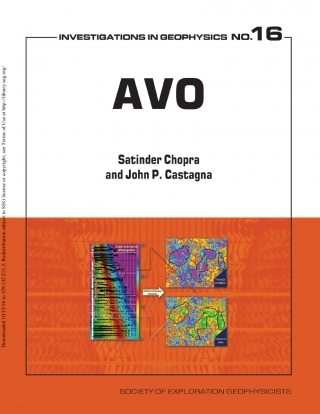 INVESTIGATIONS IN GEOPHYSICS NO.16
AVO
Satinder Chopra
and John P. Castagna
SOCIETY OF EXPLORATION GEOPHYSICISTS